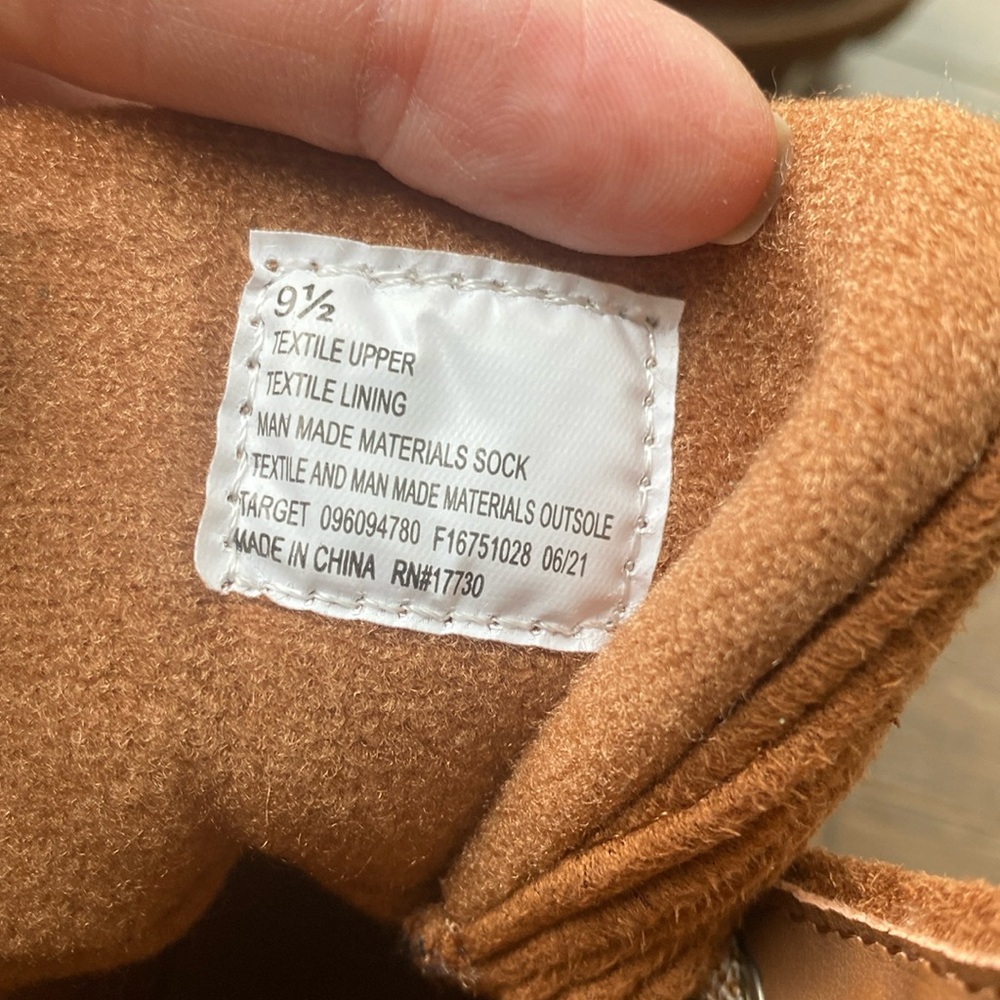 9½
TEXTILE UPPER
TEXTILE LINING
MAN MADE MATERIALS SOCK
TEXTILE AND MAN MADE MATERIALS OUTSOLE
TARGET 096094780 F16751028 06/21
MADE IN CHINA RN#17730